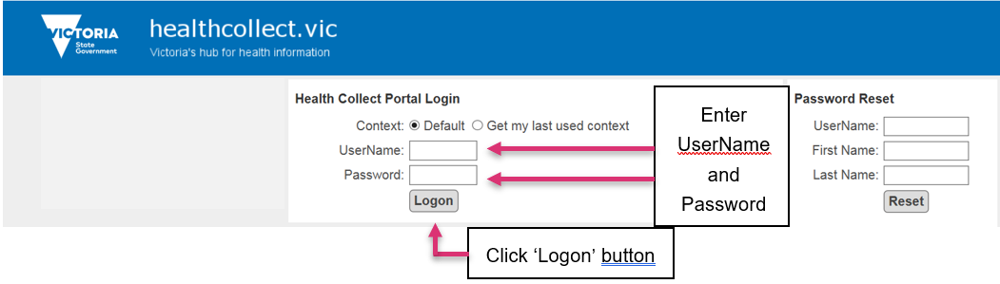 VICTORIA
State
Government
healthcollect.vic
Victoria's hub for health information
Health Collect Portal Login
Context: Default Get my last used context
UserName:
Password:
Logon
Enter
UserName
and
Password
Password Reset
UserName:
First Name:
Last Name:
Reset
Click ‘Logon’ button